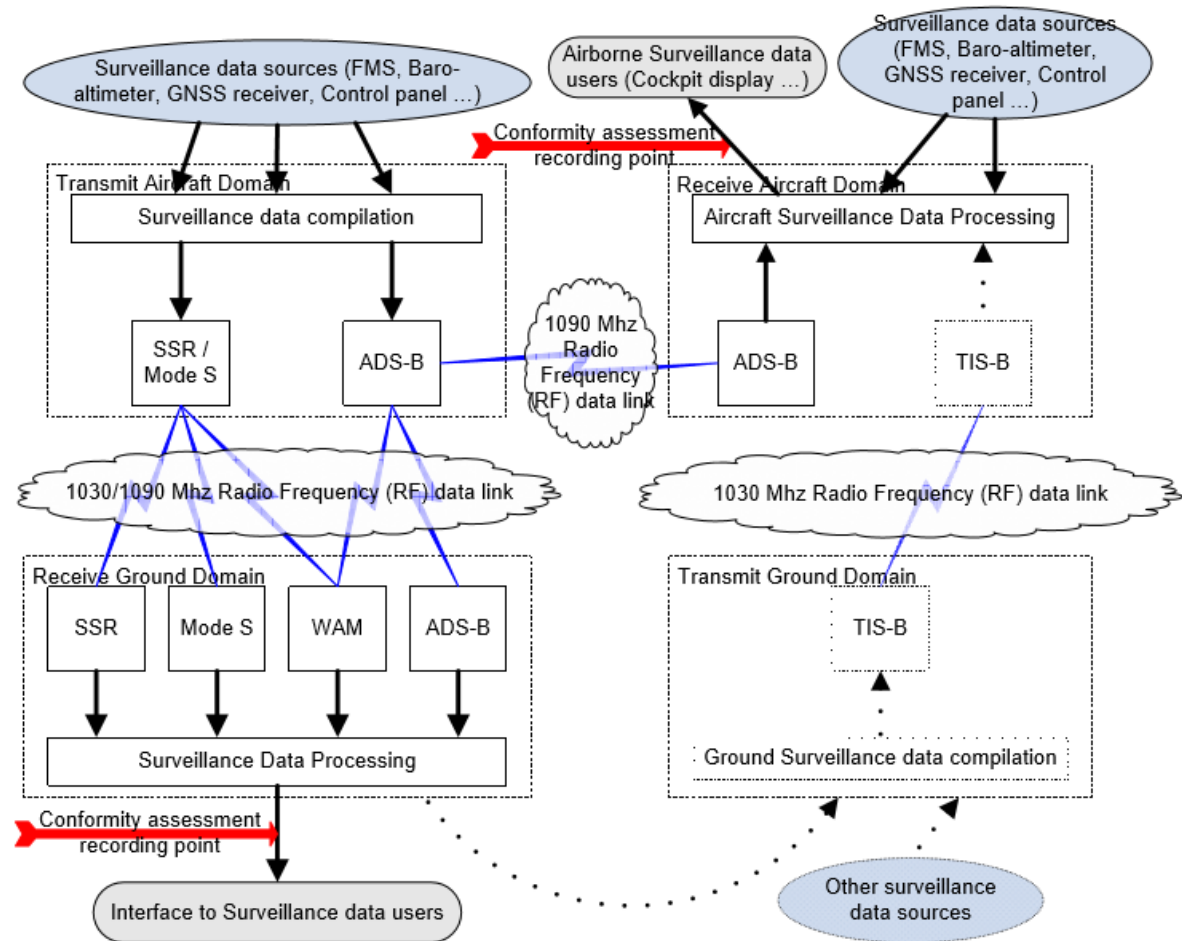 Surveillance data sources (FMS, Baro-
altimeter, GNSS receiver, Control panel ...)
Airborne Surveillance data
users (Cockpit display ...)
Surveillance data sources
(FMS, Baro-altimeter,
GNSS receiver, Control
panel ...)
Conformity assessment
recording point
Transmit Aircraft Domain
Surveillance data compilation
SSR /
Mode S
ADS-B
1090 Mhz
Radio
Frequency
(RF) data
link
Receive Aircraft Domain
Aircraft Surveillance Data Processing
ADS-B
TIS-B
1030/1090 Mhz Radio Frequency (RF) data link
1030 Mhz Radio Frequency (RF) data link
Receive Ground Domain
SSR
Mode S
WAM
ADS-B
Surveillance Data Processing
Transmit Ground Domain
TIS-B
Ground Surveillance data compilation
Conformity assessment
recording point
Interface to Surveillance data users
Other surveillance
data sources